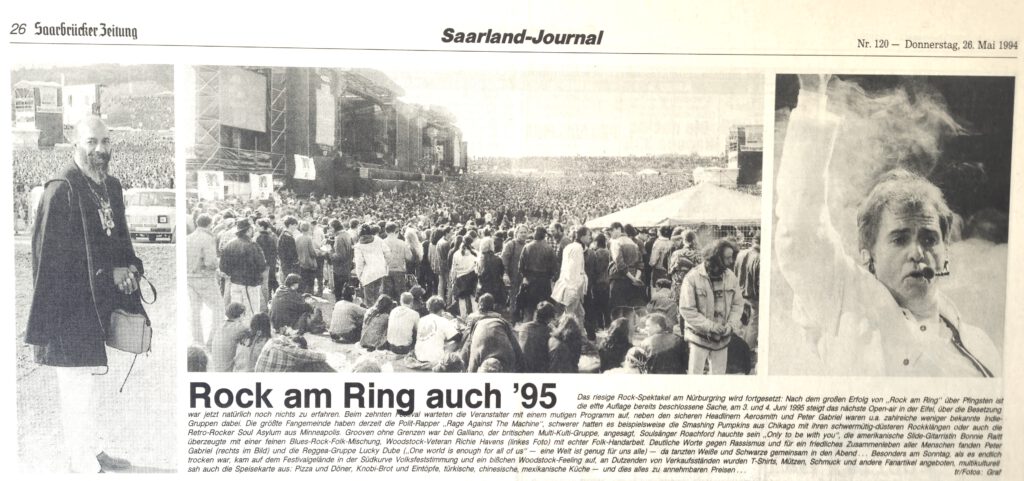 26 Saarbrücker Zeitung
Saarland-Journal
Nr. 120 — Donnerstag, 26. Mai 1994
Rock am Ring auch '95
Das riesige Rock-Spektakel am Nürburgring wird fortgesetzt: Nach dem großen Erfolg von „Rock am Ring" über Pfingsten ist
die elfte Auflage bereits beschlossene Sache, am 3. und 4. Juni 1995 steigt das nächste Open-air in der Eifel, über die Besetzung
war jetzt natürlich noch nichts zu erfahren. Beim zehnten Festival warteten die Veranstalter mit einem mutigen Programm auf, neben den sicheren Headlinern Aerosmith und Peter Gabriel waren u.a. zahlreiche weniger bekannte Indie-
Gruppen dabei. Die größte Fangemeinde haben derzeit die Polit-Rapper „Rage Against The Machine", schwerer hatten es beispielsweise die Smashing Pumpkins aus Chikago mit ihren schwermütig-düsteren Rockklängen oder auch die
Retro-Rocker Soul Asylum aus Minneapolis. Grooven ohne Grenzen war bei Galliano, der britischen Multi-Kulti-Gruppe, angesagt, Soulsänger Roachford hauchte sein „Only to be with you", die amerikanische Slide-Gitarristin Bonnie Raitt
überzeugte mit einer feinen Blues-Rock-Folk-Mischung, Woodstock-Veteran Richie Havens (linkes Foto) mit echter Folk-Handarbeit. Deutliche Worte gegen Rassismus und für ein friedliches Zusammenleben aller Menschen fanden Peter
Gabriel (rechts im Bild) und die Reggea-Gruppe Lucky Dube („One world is enough for all of us" — eine Welt ist genug für uns alle) — da tanzten Weiße und Schwarze gemeinsam in den Abend... Besonders am Sonntag, als es endlich
trocken war, kam auf dem Festivalgelände in der Südkurve Volksfeststimmung und ein bißchen Woodstock-Feeling auf, an Dutzenden von Verkaufsständen wurden T-Shirts, Mützen, Schmuck und andere Fanartikel angeboten, multikulturell
sah auch die Speisekarte aus. Pizza und Döner, Knobi-Brot und Eintöpfe, türkische, chinesische, mexikanische Küche — und dies alles zu annehmbaren Preisen...
tr/Fotos: Graf